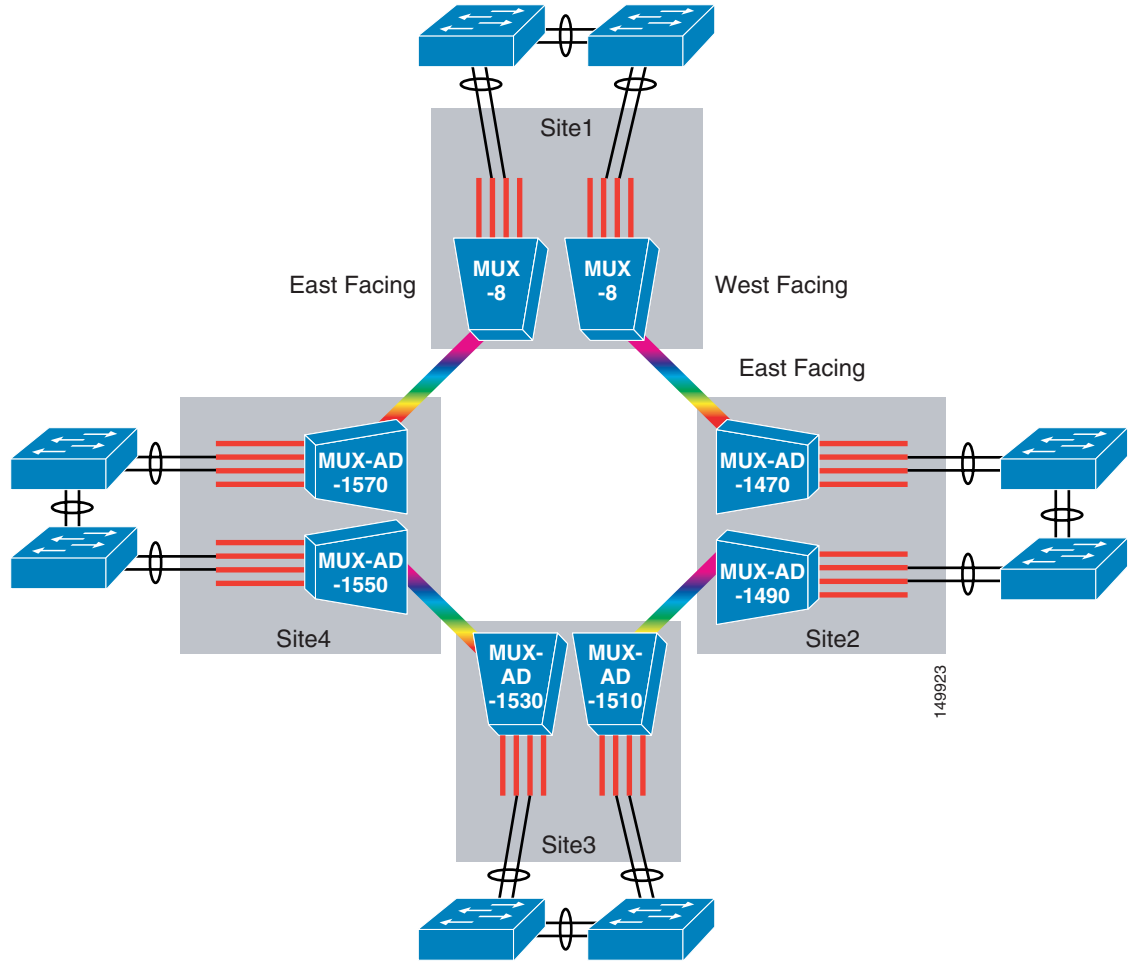 Site1
MUX
-8
MUX
-8
East Facing
West Facing
East Facing
MUX-AD
-1570
MUX-AD
-1470
MUX-AD
-1550
MUX-AD
-1490
Site4
Site2
MUX-
AD
-1530
MUX-
AD
-1510
149923
Site3